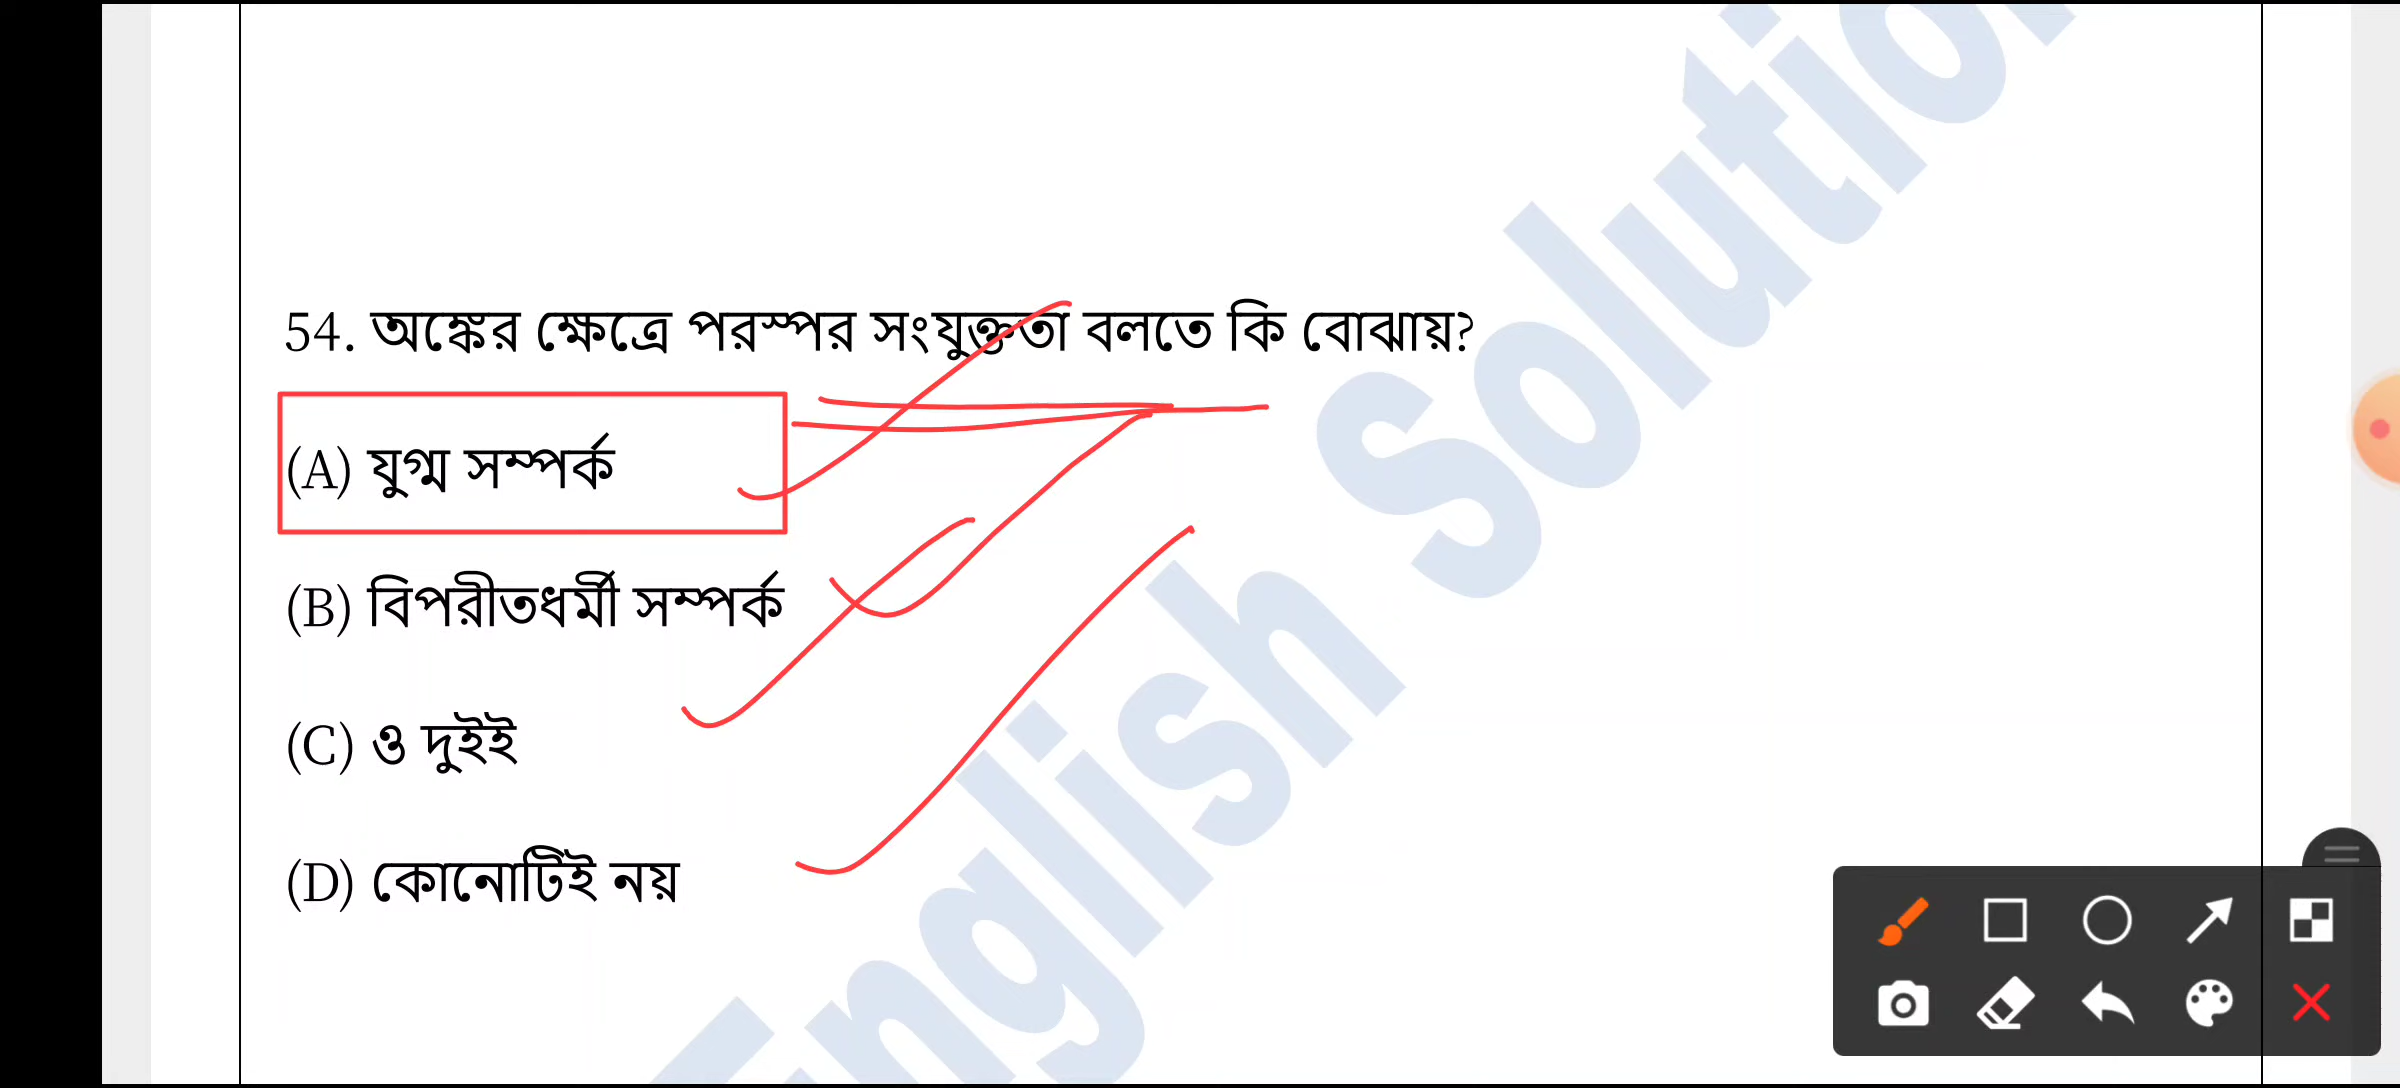 54. অঙ্কের ক্ষেত্রে পরস্পর সংযুক্ততা বলতে কি বোঝায়?
(A) যুগ্ম সম্পর্ক
(B) বিপরীতধর্মী সম্পর্ক
(C) ও দুইই
(D) কোনোটিই নয়
English Solution